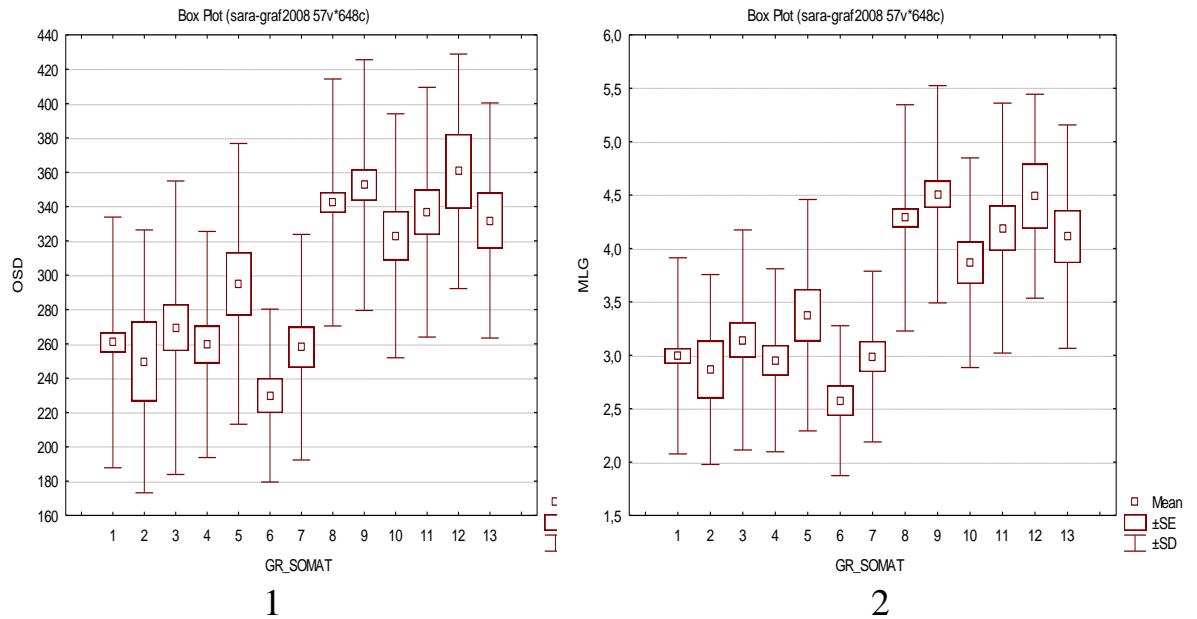 Box Plot (sara-graf2008 57v*648c)
440
420
400
380
360
340
320
300
280
260
240
220
200
180
160
OSD
1 2 3 4 5 6 7 8 9 10 11 12 13
GR_SOMAT
1
Box Plot (sara-graf2008 57v*648c)
6,0
5,5
5,0
4,5
4,0
3,5
3,0
2,5
2,0
1,5
MLG
1 2 3 4 5 6 7 8 9 10 11 12 13
GR_SOMAT
Mean
±SE
±SD
2